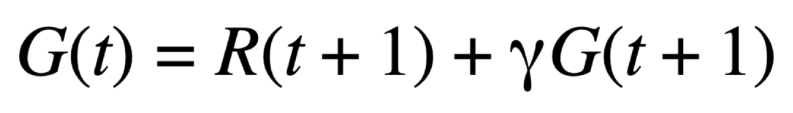 G(t) = R(t + 1) + γG(t + 1)